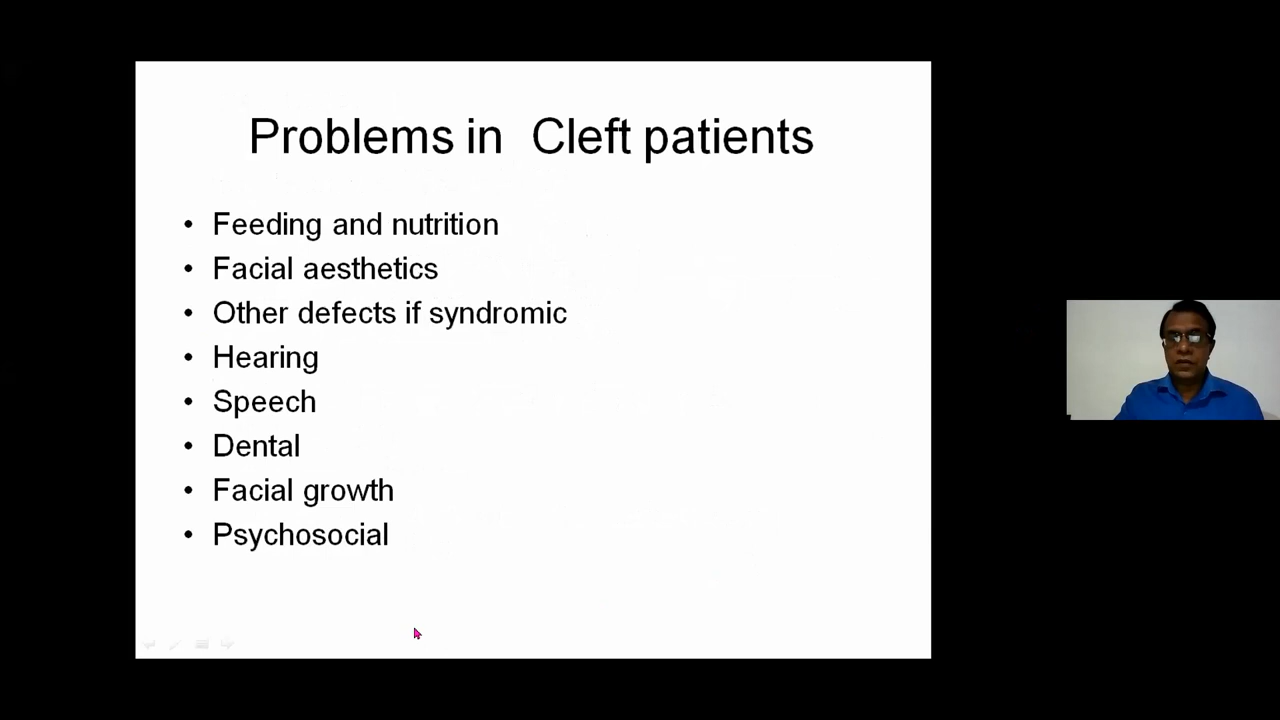 Problems in  Cleft patients
• Feeding and nutrition
• Facial aesthetics
• Other defects if syndromic
• Hearing
• Speech
• Dental
• Facial growth
• Psychosocial